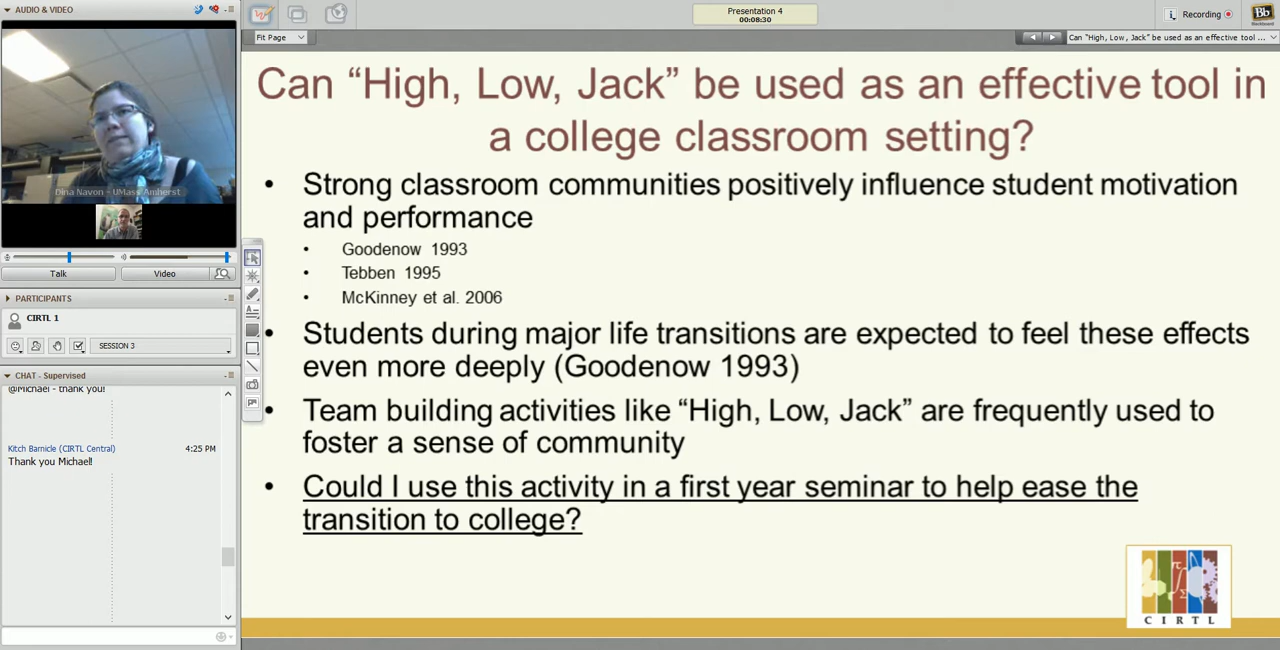 AUDIO & VIDEO
Presentation 4
00:08:30
Recording
Bb
Blackboard
Fit Page
Can "High, Low, Jack" be used as an effective tool ...
Dina Navon - UMass Amherst
Talk
Video
PARTICIPANTS
CIRTL 1
SESSION 3
CHAT - Supervised
@Michael - thank you!
Kitch Barnicle (CIRTL Central) 4:25 PM
Thank you Michael!
Can “High, Low, Jack” be used as an effective tool in
a college classroom setting?
• Strong classroom communities positively influence student motivation
and performance
• Goodenow 1993
• Tebben 1995
• McKinney et al. 2006
• Students during major life transitions are expected to feel these effects
even more deeply (Goodenow 1993)
• Team building activities like “High, Low, Jack” are frequently used to
foster a sense of community
• Could I use this activity in a first year seminar to help ease the
transition to college?
CIRTL